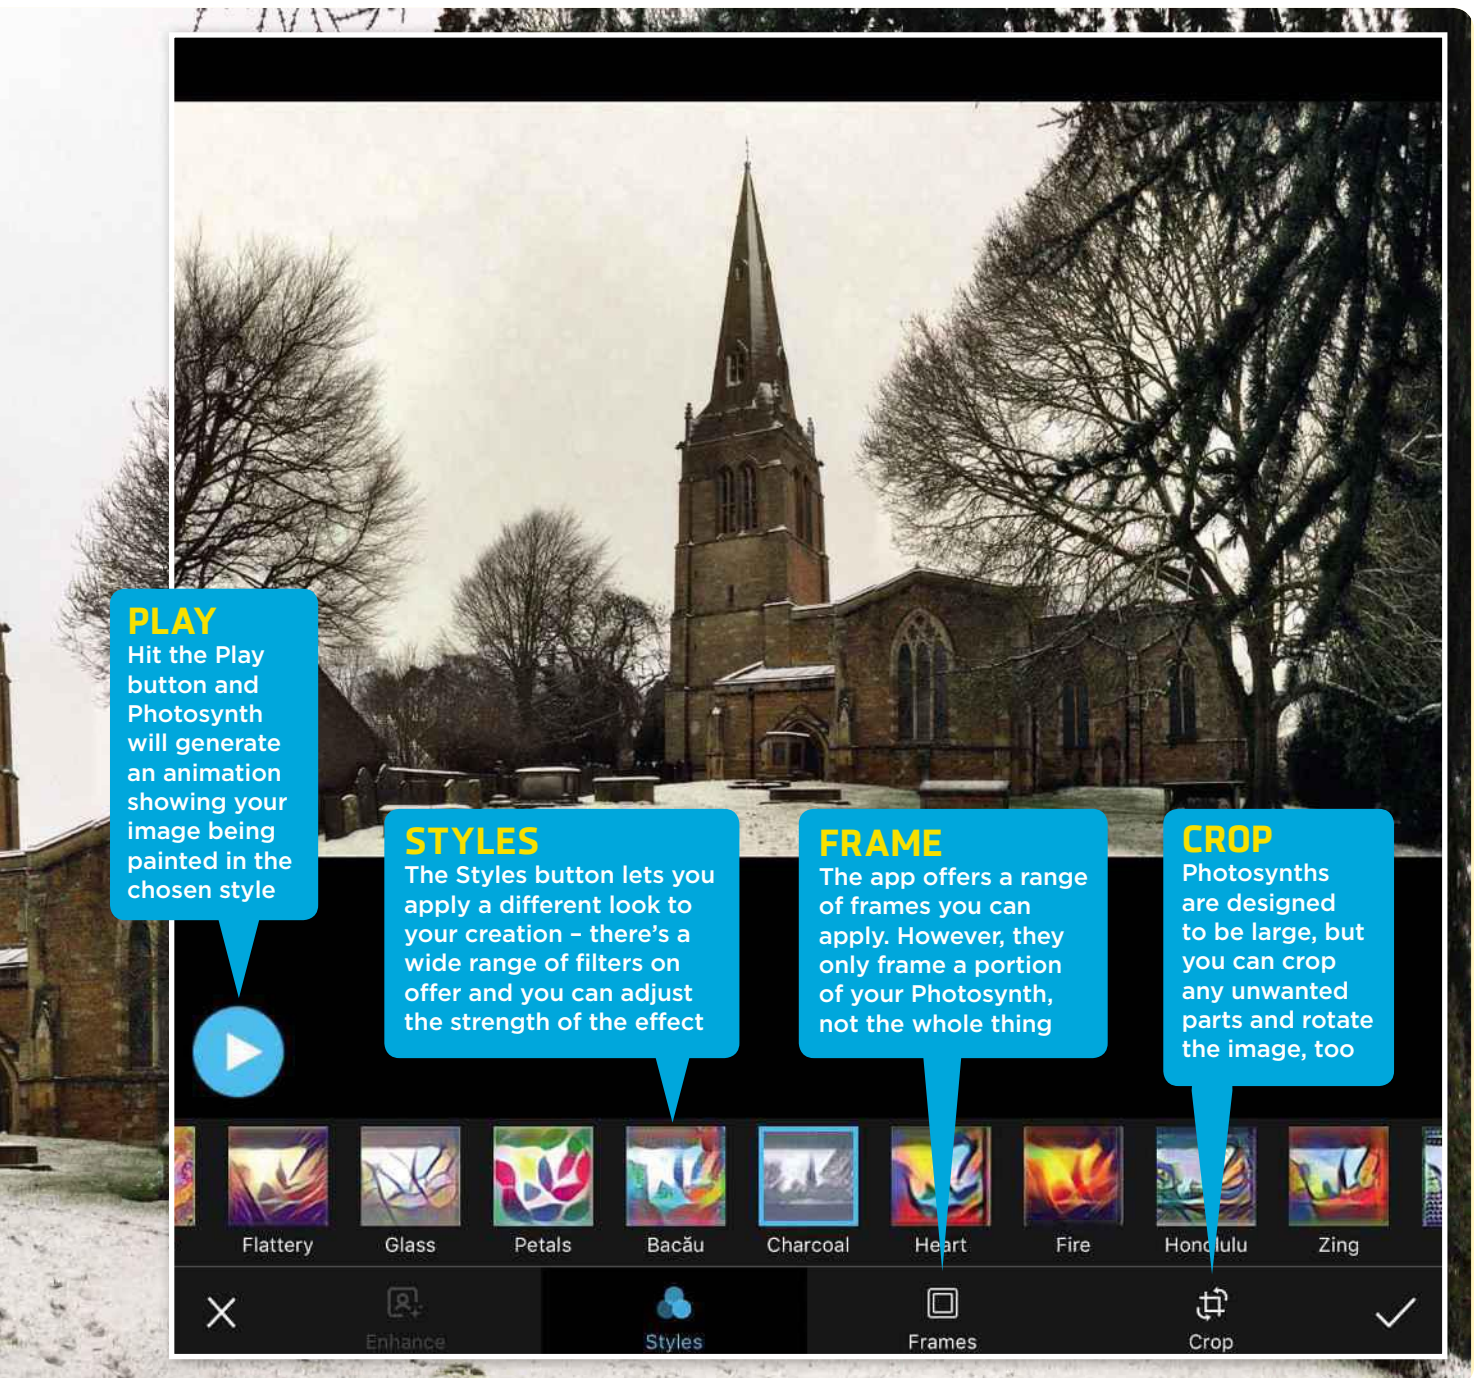 PLAY
Hit the Play
button and
Photosynth
will generate
an animation
showing your
image being
painted in the
chosen style
STYLES
The Styles button lets you
apply a different look to
your creation – there's a
wide range of filters on
offer and you can adjust
the strength of the effect
FRAME
The app offers a range
of frames you can
apply. However, they
only frame a portion
of your Photosynth,
not the whole thing
CROP
Photosynths
are designed
to be large, but
you can crop
any unwanted
parts and rotate
the image, too
Flattery Glass Petals Bacău Charcoal Heart Fire Honolulu Zing
Enhance Styles Frames Crop